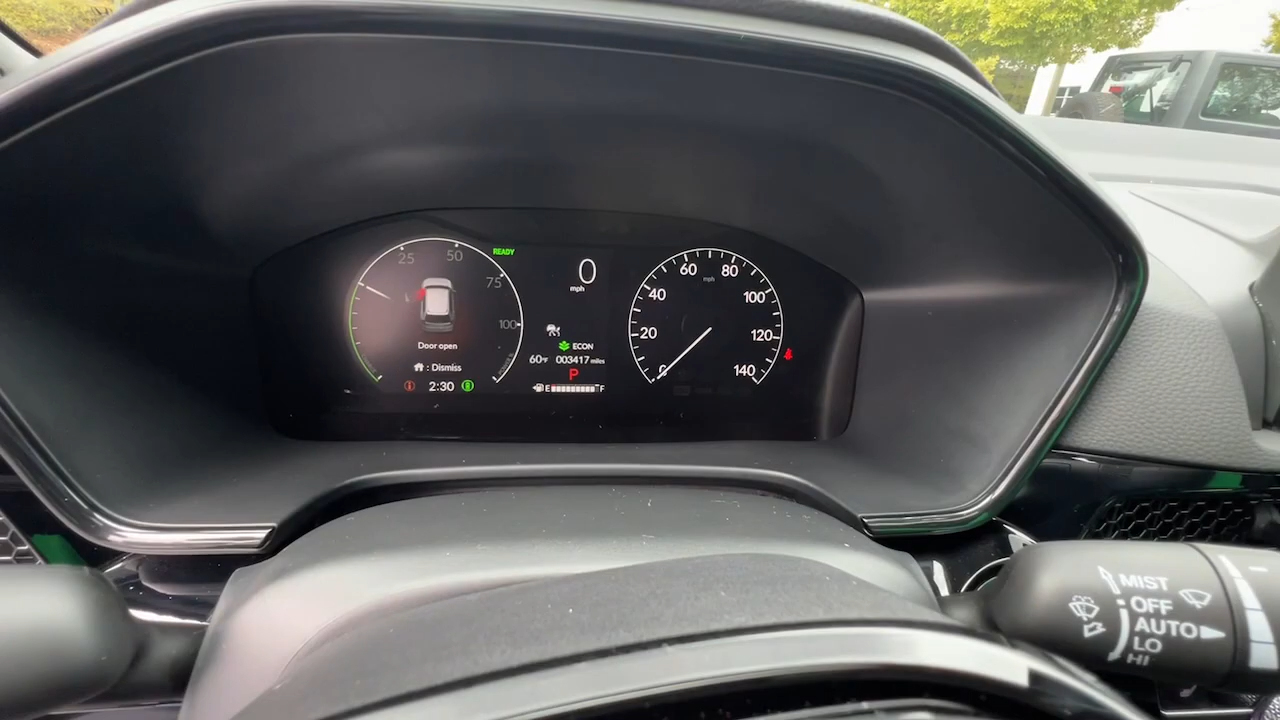 25 50 75 100
READY
Door open
: Dismiss
2:30
0
mph
ECON
60°F 003417 miles
P
E F
0 20 40 60 80 100 120 140
mph
MIST
OFF
AUTO
LO
HI